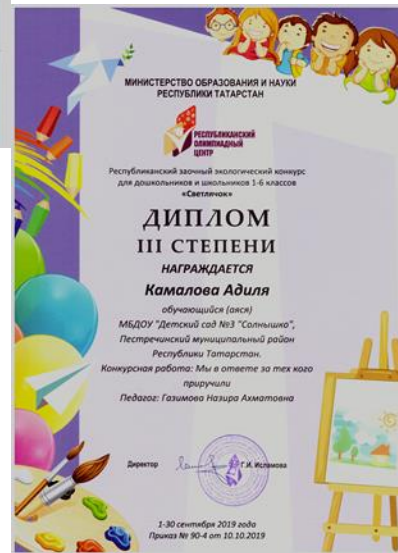 МИНИСТЕРСТВО ОБРАЗОВАНИЯ И НАУКИ
РЕСПУБЛИКИ ТАТАРСТАН
РЕСПУБЛИКАНСКИЙ
ОЛИМПИАДНЫЙ
ЦЕНТР
Республиканский заочный экологический конкурс
для дошкольников и школьников 1-6 классов
«Светлячок»
ДИПЛОМ
III СТЕПЕНИ
НАГРАЖДАЕТСЯ
Камалова Адиля
обучающийся (аяся)
МБДОУ "Детский сад №3 "Солнышко",
Пестречинский муниципальный район
Республики Татарстан.
Конкурсная работа: Мы в ответе за тех кого
приручили
Педагог: Газимова Назира Ахматовна
Директор Г.И. Исламова
1-30 сентября 2019 года
Приказ № 90-4 от 10.10.2019